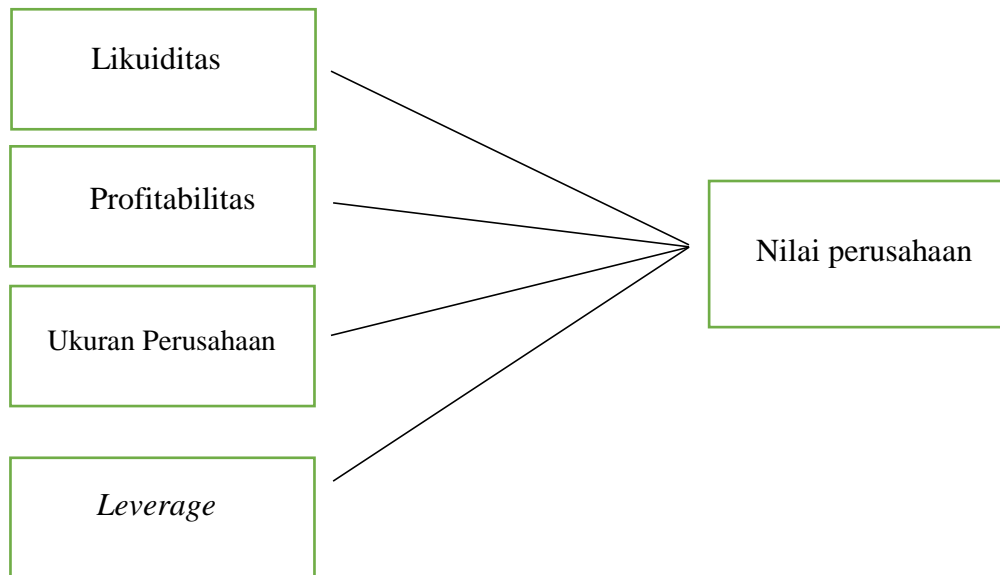 Likuiditas
Profitabilitas
Ukuran Perusahaan
Leverage
Nilai perusahaan